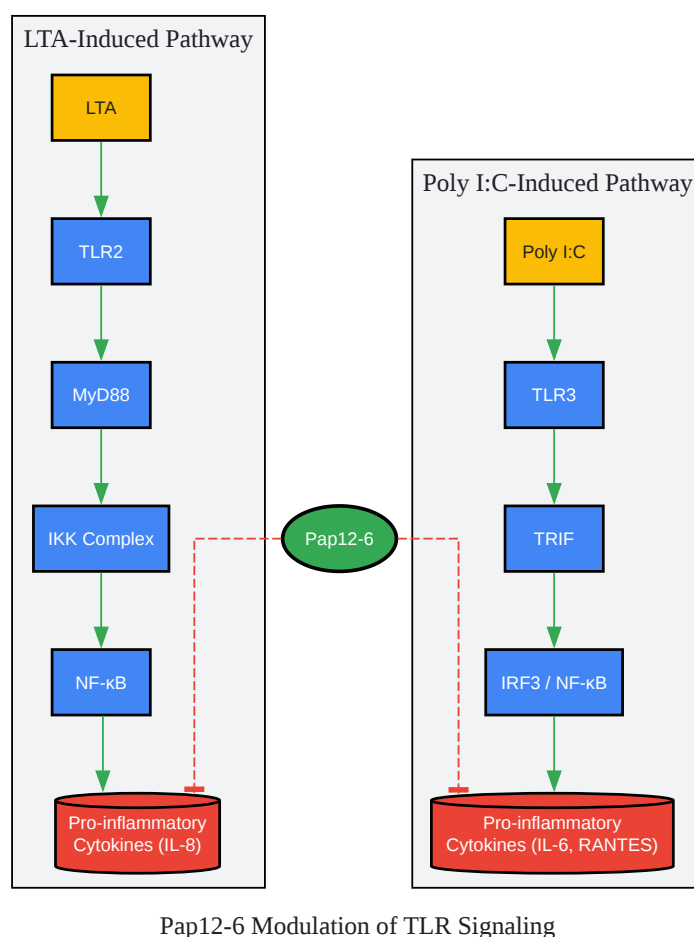 LTA-Induced Pathway
LTA
TLR2
MyD88
IKK Complex
NF-κB
Pro-inflammatory
Cytokines (IL-8)
Pap12-6
Poly I:C-Induced Pathway
Poly I:C
TLR3
TRIF
IRF3 / NF-κB
Pro-inflammatory
Cytokines (IL-6, RANTES)
Pap12-6 Modulation of TLR Signaling